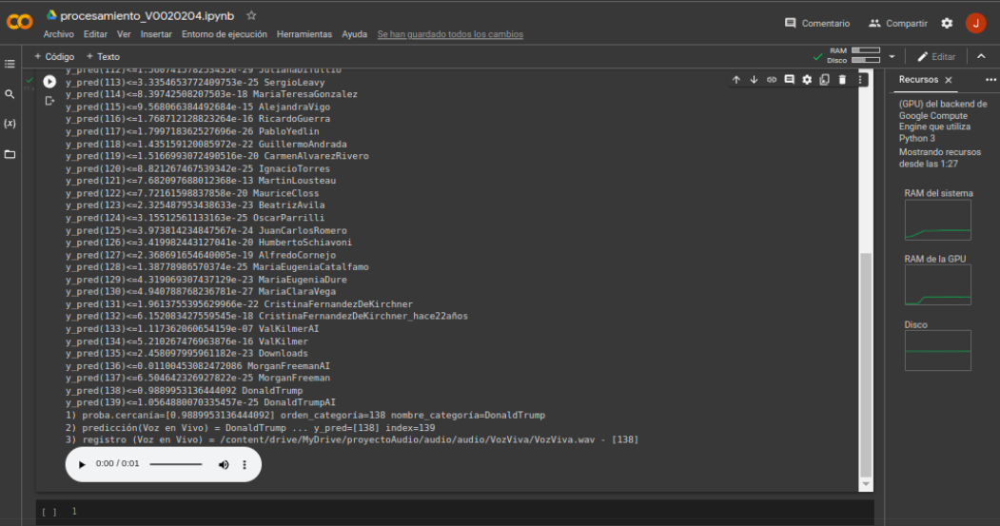 procesamiento_V0020204.ipynb
Comentario
Compartir
J
Archivo Editar Ver Insertar Entorno de ejecución Herramientas Ayuda Se han guardado todos los cambios
+ Código + Texto
RAM
Disco
Editar
y_pred(113)<=3.3354653772409753e-25 SergioLeavy
y_pred(114)<=8.39742508207503e-18 MariaTeresaGonzalez
y_pred(115)<=9.568066384492684e-15 AlejandraVigo
y_pred(116)<=1.768712128823264e-16 RicardoGuerra
y_pred(117)<=1.799718362527696e-26 PabloYedlin
y_pred(118)<=1.435159120085972e-22 GuillermoAndrada
y_pred(119)<=1.5166993072490516e-20 CarmenAlvarezRivero
y_pred(120)<=8.821267467539342e-25 IgnacioTorres
y_pred(121)<=7.682097688012368e-13 MartinLousteau
y_pred(122)<=7.72161598837858e-20 MauriceCloss
y_pred(123)<=2.325487953438633e-23 BeatrizAvila
y_pred(124)<=3.15512561133163e-25 OscarParrilli
y_pred(125)<=3.973814234847567e-24 JuanCarlosRomero
y_pred(126)<=3.419982443127041e-20 HumbertoSchiavoni
y_pred(127)<=2.368691654640005e-19 AlfredoCornejo
y_pred(128)<=1.38778986570374e-25 MariaEugeniaCatalfamo
y_pred(129)<=4.319069307437129e-23 MariaEugeniaDure
y_pred(130)<=4.940788768236781e-27 MariaClaraVega
y_pred(131)<=1.9613755395629966e-22 CristinaFernandezDeKirchner
y_pred(132)<=6.152083427559545e-18 CristinaFernandezDeKirchner_hace22años
y_pred(133)<=1.117362060654159e-07 ValKilmerAI
y_pred(134)<=5.210267476963876e-16 ValKilmer
y_pred(135)<=2.458097995961182e-23 Downloads
y_pred(136)<=0.01100453082472086 MorganFreemanAI
y_pred(137)<=6.504642326927822e-25 MorganFreeman
y_pred(138)<=0.9889953136444092 DonaldTrump
y_pred(139)<=1.0564880070335457e-25 DonaldTrumpAI
1) proba.cercanía=[0.9889953136444092] orden_categoría=138 nombre_categoría=DonaldTrump
2) predicción(Voz en Vivo) = DonaldTrump ... y_pred=[138] index=139
3) registro (Voz en Vivo) = /content/drive/MyDrive/proyectoAudio/audio/audio/VozViva/VozViva.wav - [138]
0:00 / 0:01
[ ] 1
Recursos
(GPU) del backend de
Google Compute
Engine que utiliza
Python 3
Mostrando recursos
desde las 1:27
RAM del sistema
RAM de la GPU
Disco